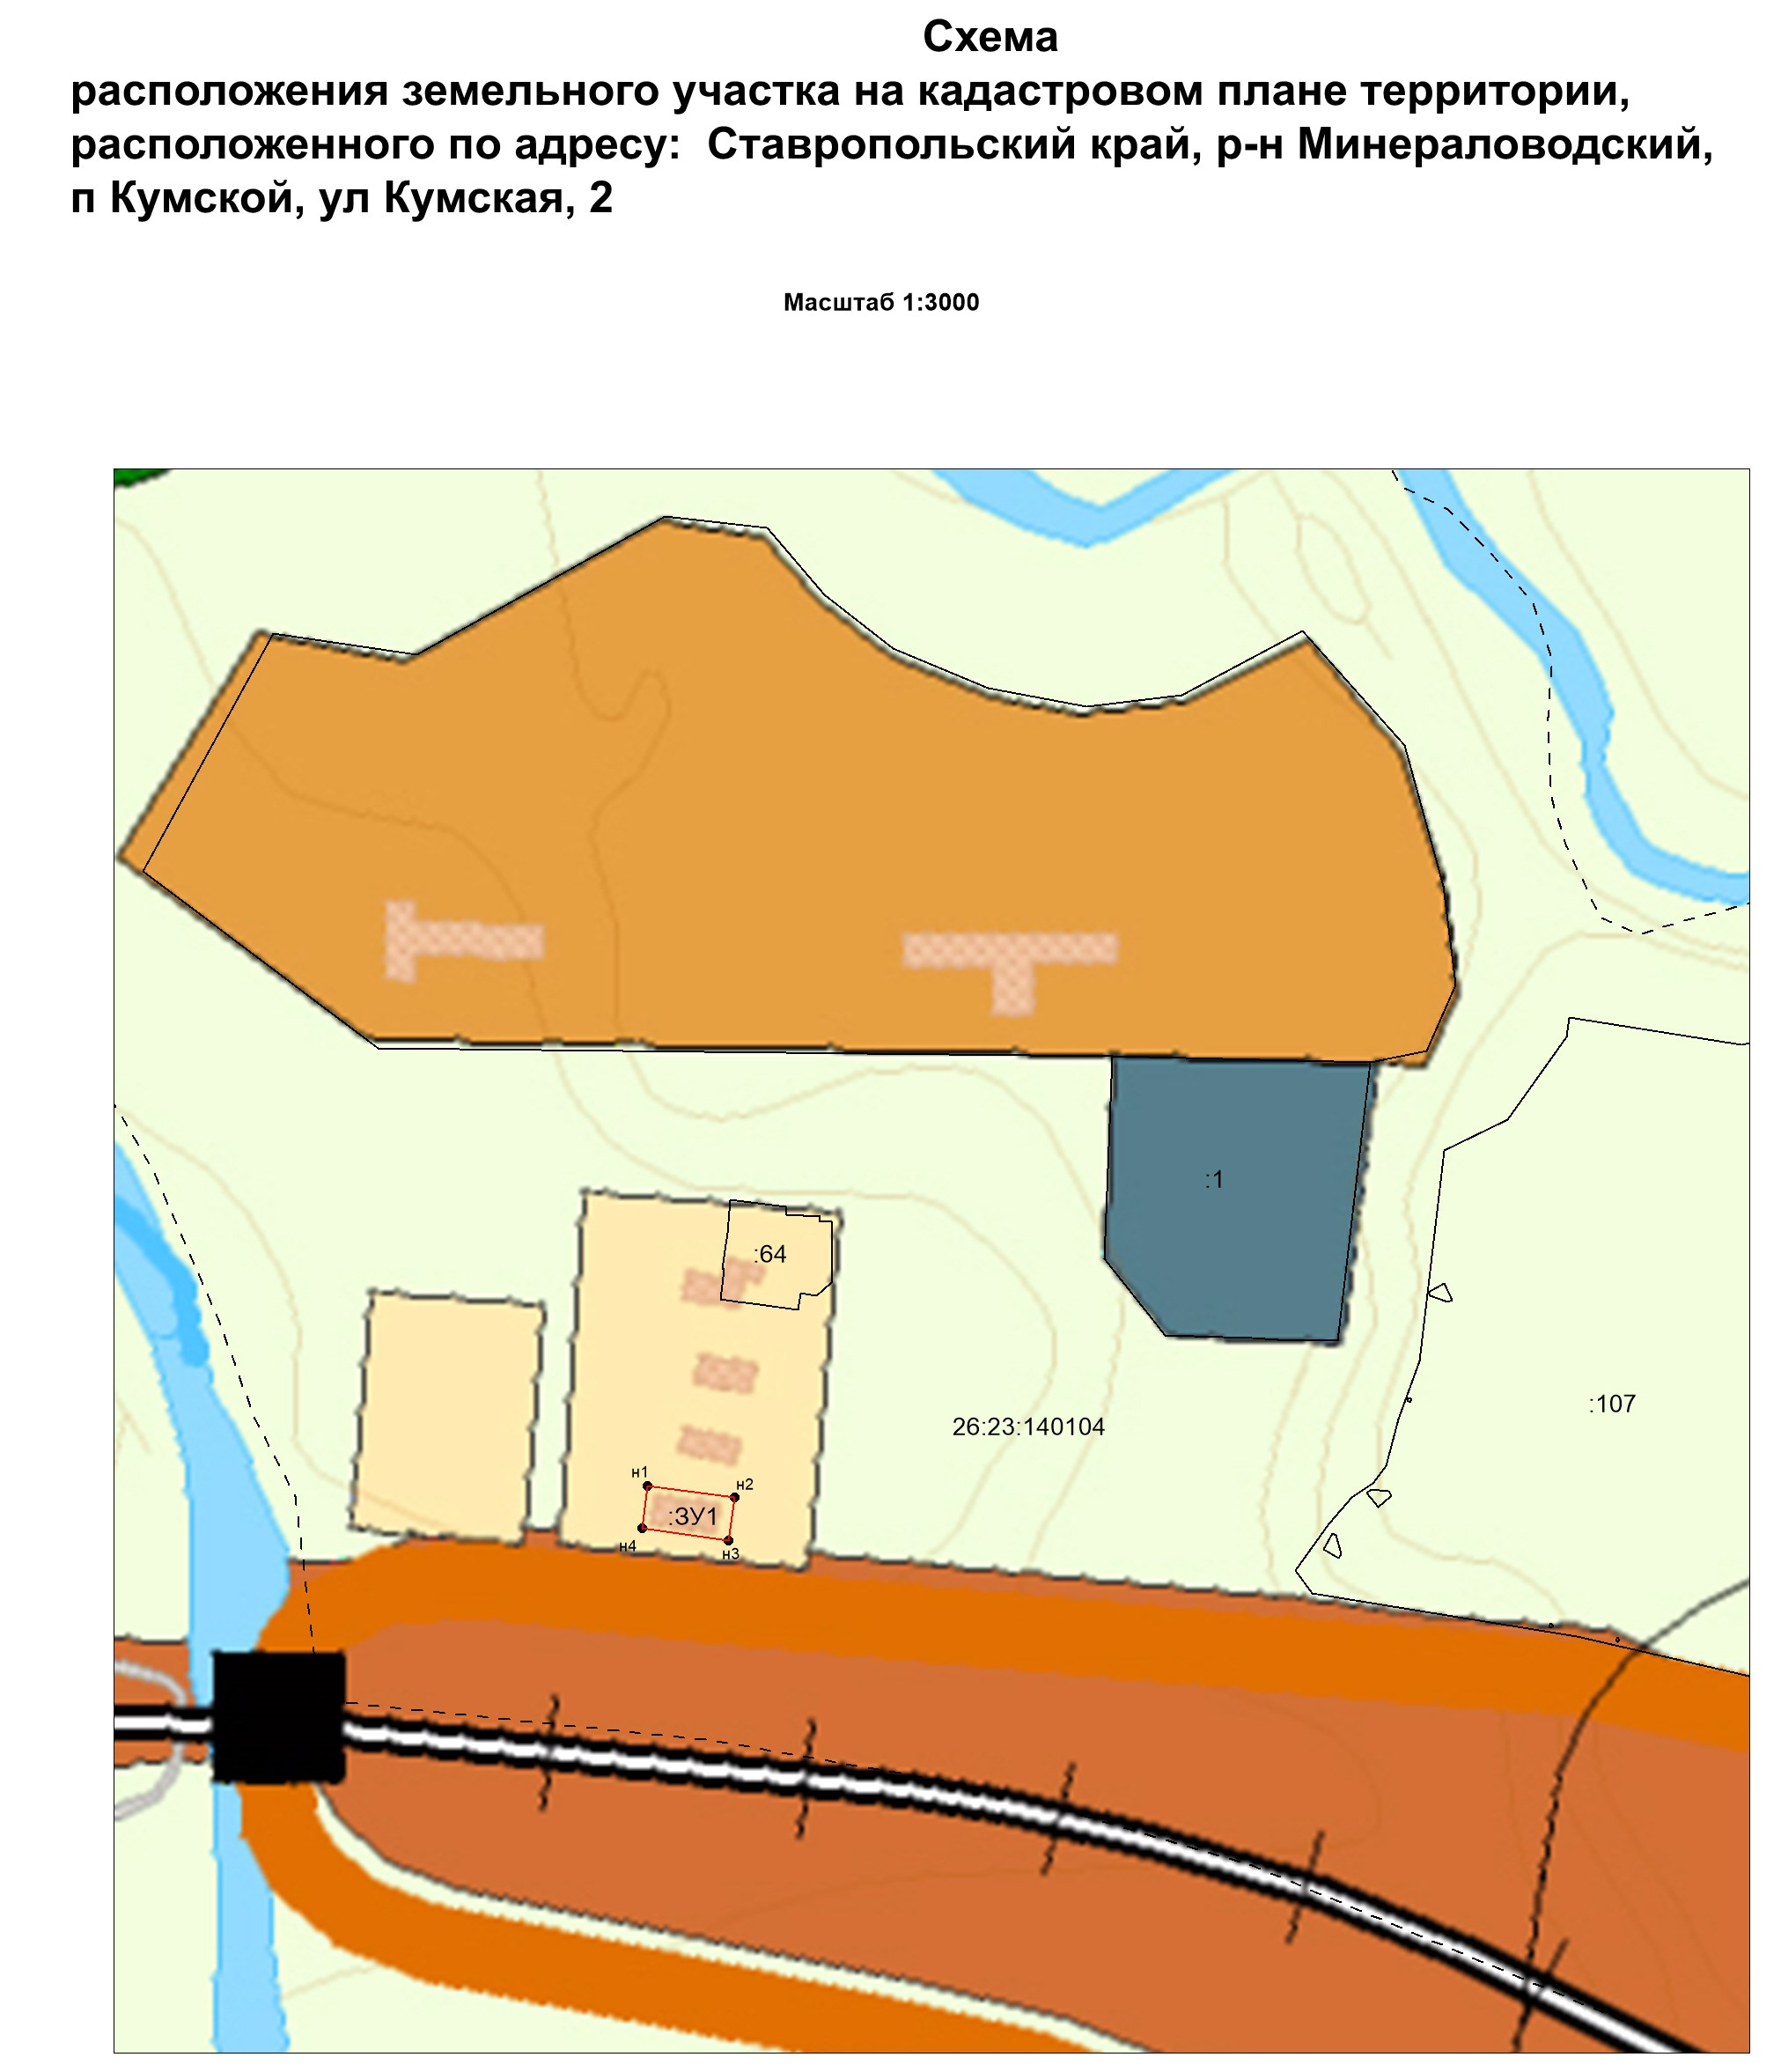 Схема
расположения земельного участка на кадастровом плане территории,
расположенного по адресу: Ставропольский край, р-н Минераловодский,
п Кумской, ул Кумская, 2
Масштаб 1:3000
:1
:64
:107
26:23:140104
н1
н2
:ЗУ1
н4
н3